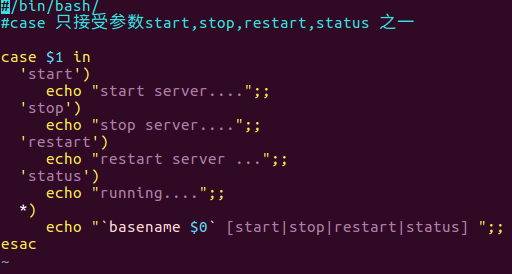 #/bin/bash/
#case 只接受参数start,stop,restart,status 之一
case $1 in
'start')
echo "start server....";;
'stop')
echo "stop server....";;
'restart')
echo "restart server ...";;
'status')
echo "running....";;
*)
echo "`basename $0` [start|stop|restart|status] ";;
esac
~